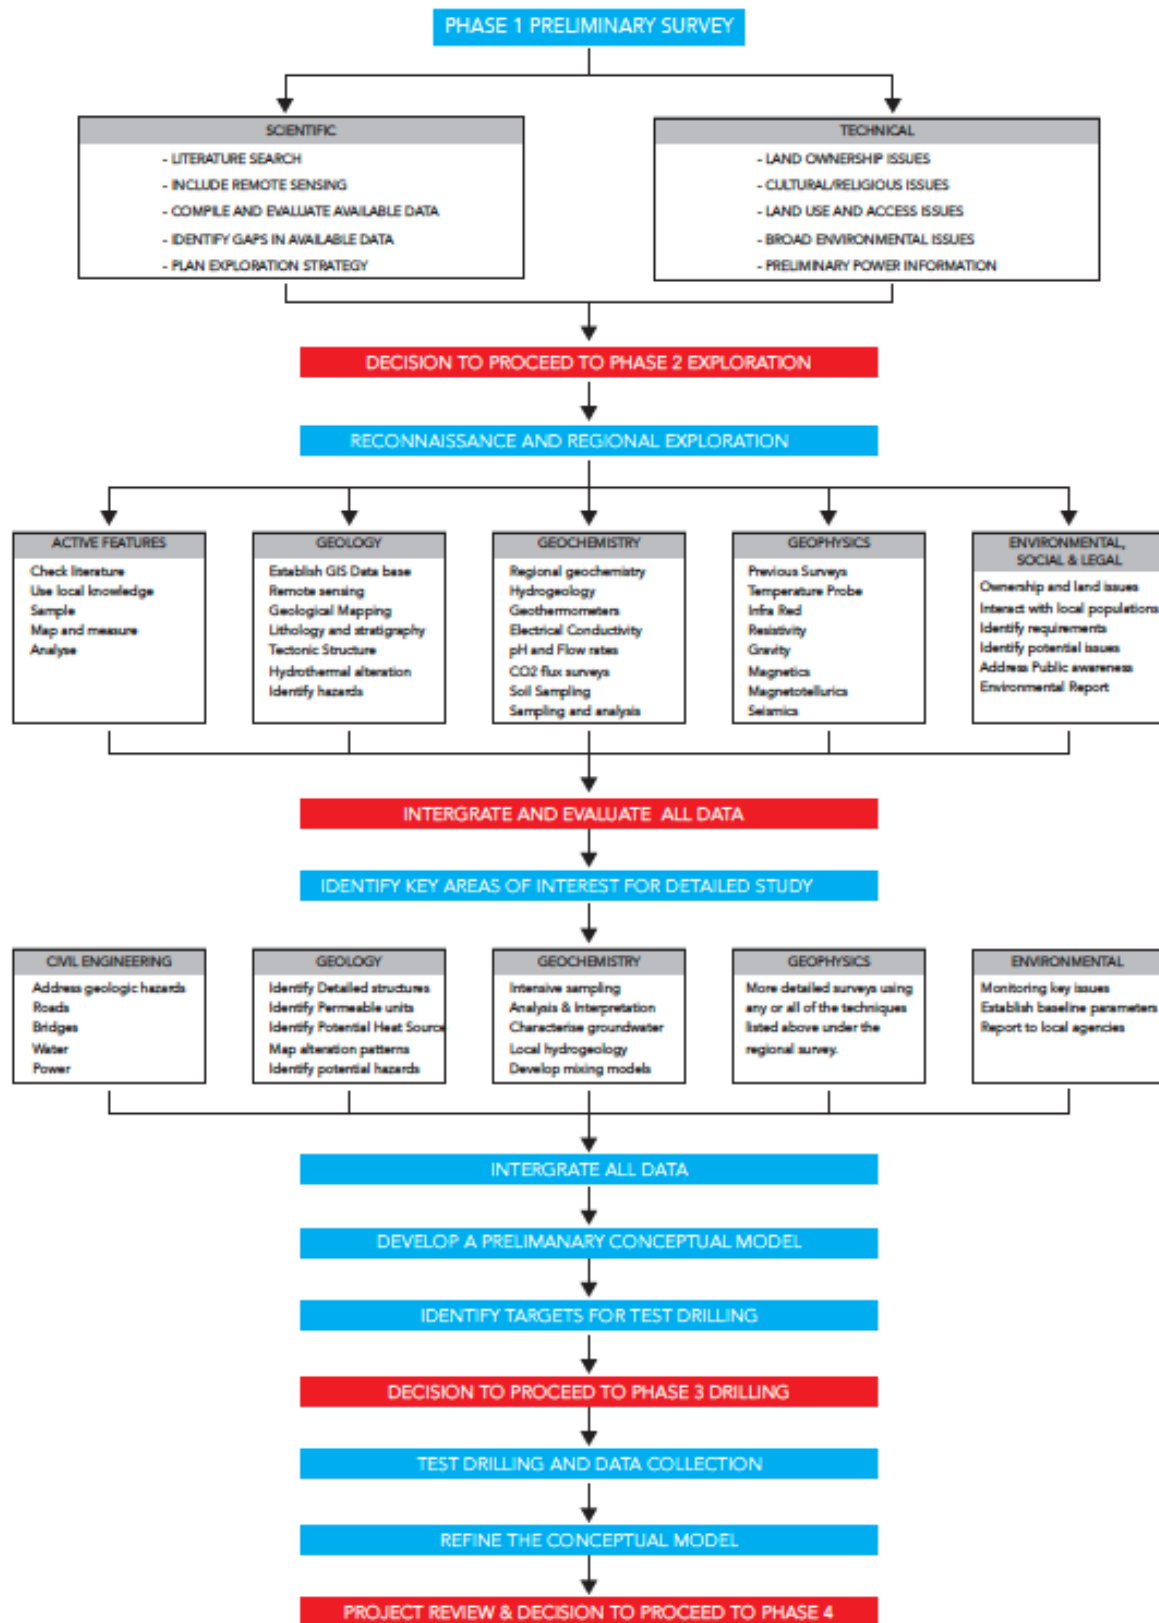 PHASE 1 PRELIMINARY SURVEY
SCIENTIFIC
- LITERATURE SEARCH
- INCLUDE REMOTE SENSING
- COMPILE AND EVALUATE AVAILABLE DATA
- IDENTIFY GAPS IN AVAILABLE DATA
- PLAN EXPLORATION STRATEGY
TECHNICAL
- LAND OWNERSHIP ISSUES
- CULTURAL/RELIGIOUS ISSUES
- LAND USE AND ACCESS ISSUES
- BROAD ENVIRONMENTAL ISSUES
- PRELIMINARY POWER INFORMATION
DECISION TO PROCEED TO PHASE 2 EXPLORATION
RECONNAISSANCE AND REGIONAL EXPLORATION
ACTIVE FEATURES
Check literature
Use local knowledge
Sample
Map and measure
Analyse
GEOLOGY
Establish GIS Data base
Remote sensing
Geological Mapping
Lithology and stratigraphy
Tectonic Structure
Hydrothermal alteration
Identify hazards
GEOCHEMISTRY
Regional geochemistry
Hydrogeology
Geothermometers
Electrical Conductivity
pH and Flow rates
CO2 flux surveys
Soil Sampling
Sampling and analysis
GEOPHYSICS
Previous Surveys
Temperature Probe
Infra Red
Resistivity
Gravity
Magnetics
Magnetotellurics
Seismics
ENVIRONMENTAL,
SOCIAL & LEGAL
Ownership and land issues
Interact with local populations
Identify requirements
Identify potential issues
Address Public awareness
Environmental Report
INTERGRATE AND EVALUATE ALL DATA
IDENTIFY KEY AREAS OF INTEREST FOR DETAILED STUDY
CIVIL ENGINEERING
Address geologic hazards
Roads
Bridges
Water
Power
GEOLOGY
Identify Detailed structures
Identify Permeable units
Identify Potential Heat Source
Map alteration patterns
Identify potential hazards
GEOCHEMISTRY
Intensive sampling
Analysis & Interpretation
Characterise groundwater
Local hydrogeology
Develop mixing models
GEOPHYSICS
More detailed surveys using
any or all of the techniques
listed above under the
regional survey.
ENVIRONMENTAL
Monitoring key issues
Establish baseline parameters
Report to local agencies
INTERGRATE ALL DATA
DEVELOP A PRELIMANARY CONCEPTUAL MODEL
IDENTIFY TARGETS FOR TEST DRILLING
DECISION TO PROCEED TO PHASE 3 DRILLING
TEST DRILLING AND DATA COLLECTION
REFINE THE CONCEPTUAL MODEL
PROJECT REVIEW & DECISION TO PROCEED TO PHASE 4